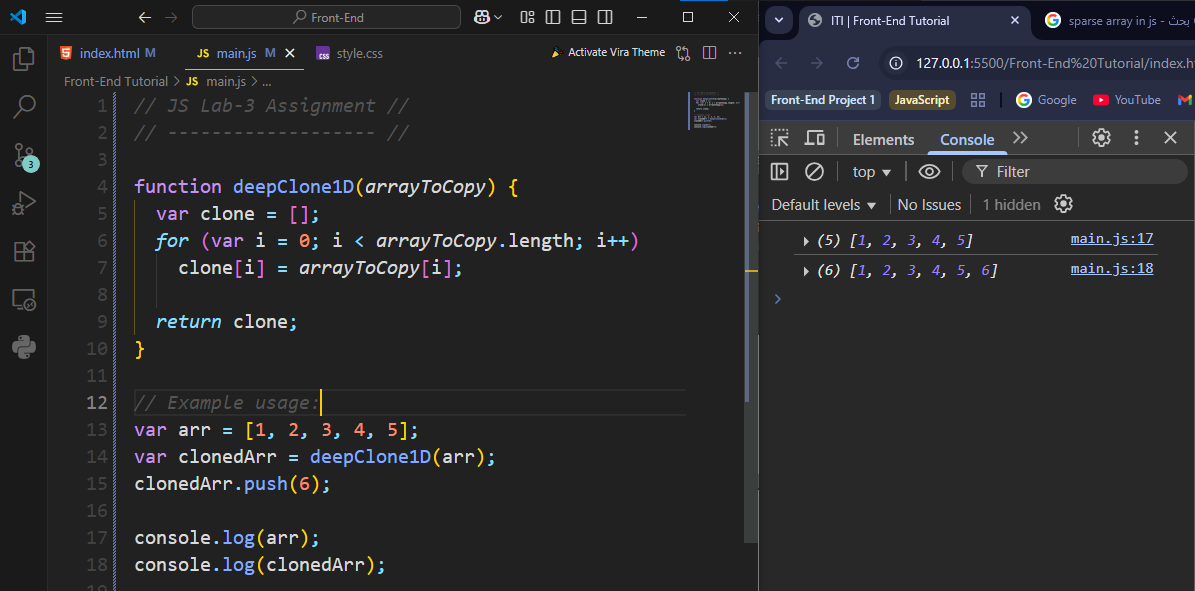 Front-End
index.html M
JS main.js M
CSS style.css
Activate Vira Theme
Front-End Tutorial > JS main.js > ...
1 // JS Lab-3 Assignment //
2 // ------------------- //
3
4 function deepClone1D(arrayToCopy) {
5 var clone = [];
6 for (var i = 0; i < arrayToCopy.length; i++)
7 clone[i] = arrayToCopy[i];
8
9 return clone;
10 }
11
12 // Example usage:
13 var arr = [1, 2, 3, 4, 5];
14 var clonedArr = deepClone1D(arr);
15 clonedArr.push(6);
16
17 console.log(arr);
18 console.log(clonedArr);
3
ITI | Front-End Tutorial
sparse array in js - بحث
127.0.0.1:5500/Front-End%20Tutorial/index.h
Front-End Project 1
JavaScript
Google
YouTube
Elements
Console
top
Filter
Default levels
No Issues
1 hidden
(5) [1, 2, 3, 4, 5] main.js:17
(6) [1, 2, 3, 4, 5, 6] main.js:18